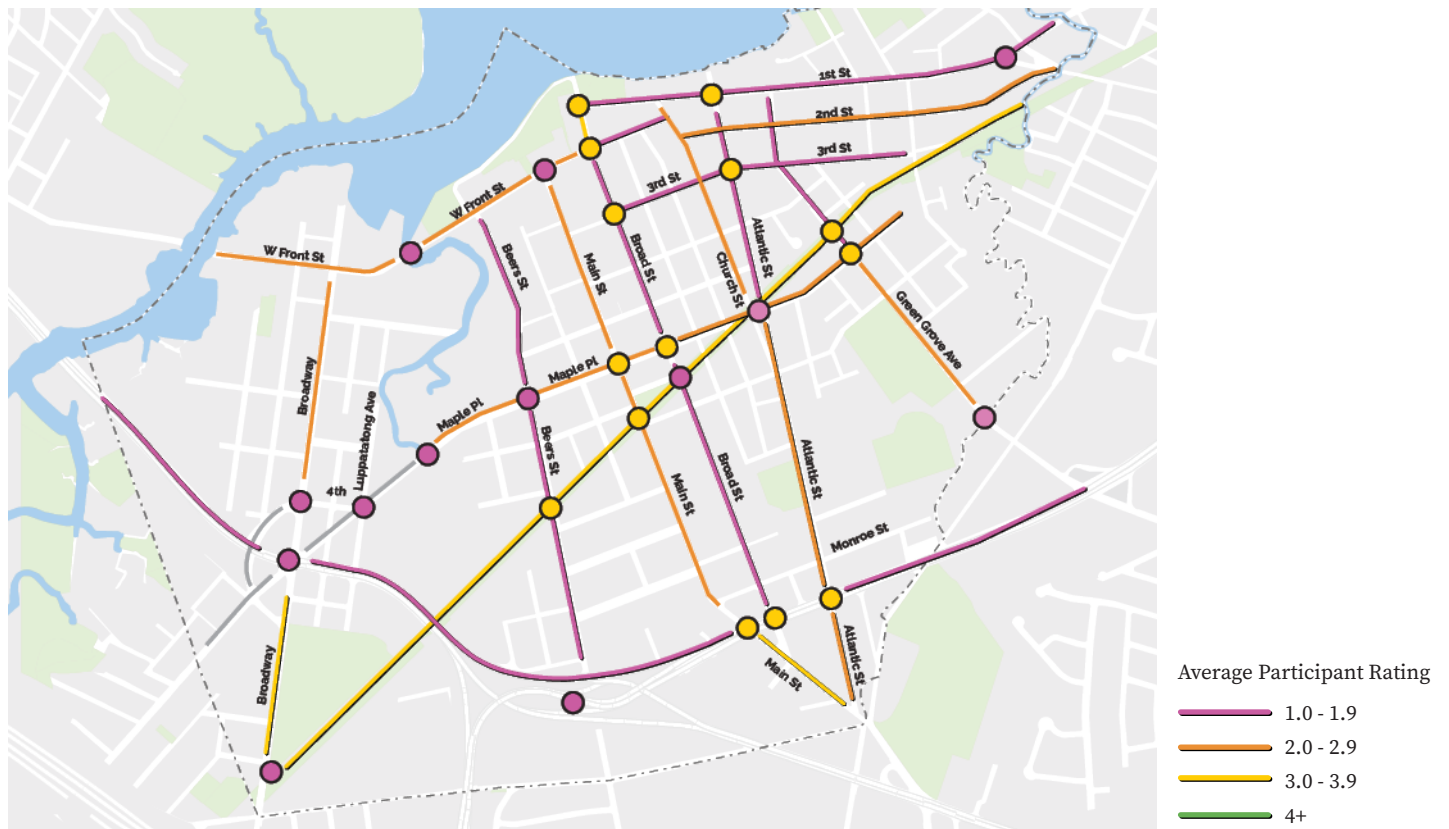 1st St
2nd St
3rd St
3rd St
W Front St
W Front St
Beers St
Main St
Broad St
Church St
Atlantic St
Green Grove Ave
Broadway
Luppatatong Ave
Maple Pl
Maple Pl
4th
Beers St
Main St
Broad St
Atlantic St
Monroe St
Broadway
Main St
Atlantic St
Average Participant Rating
1.0 - 1.9
2.0 - 2.9
3.0 - 3.9
4+